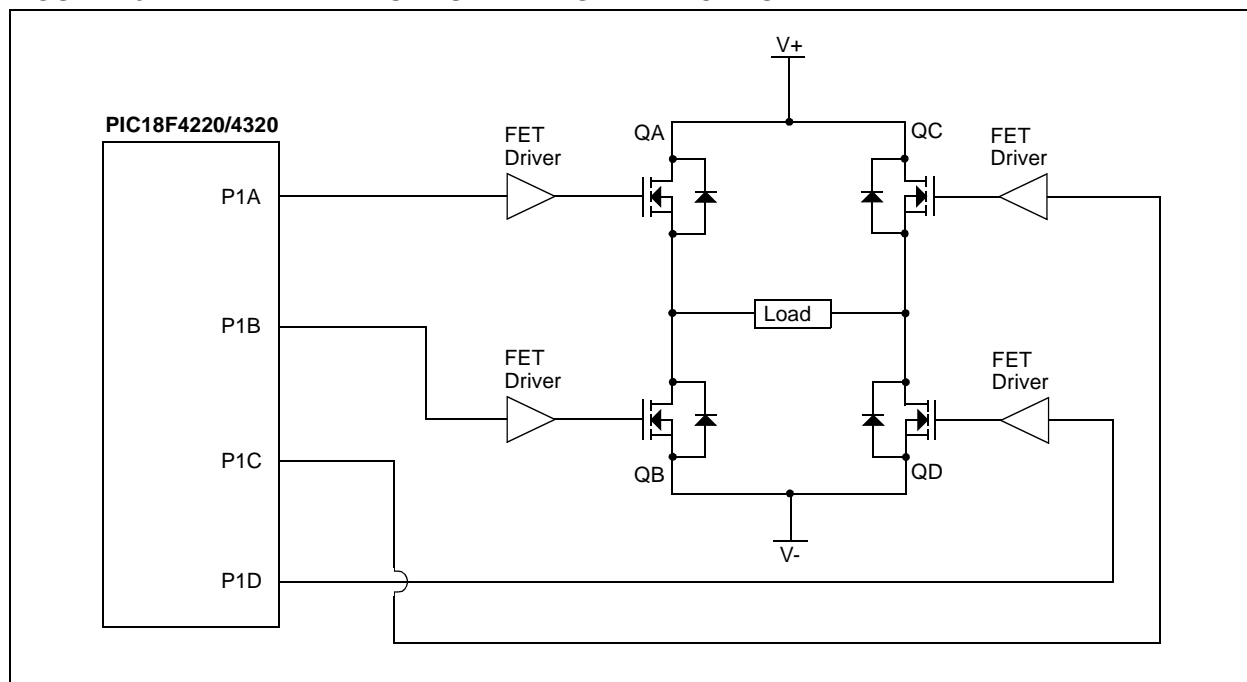 V+
PIC18F4220/4320
FET
Driver
QA
QC
FET
Driver
P1A
Load
P1B
FET
Driver
FET
Driver
P1C
QB
QD
V-
P1D